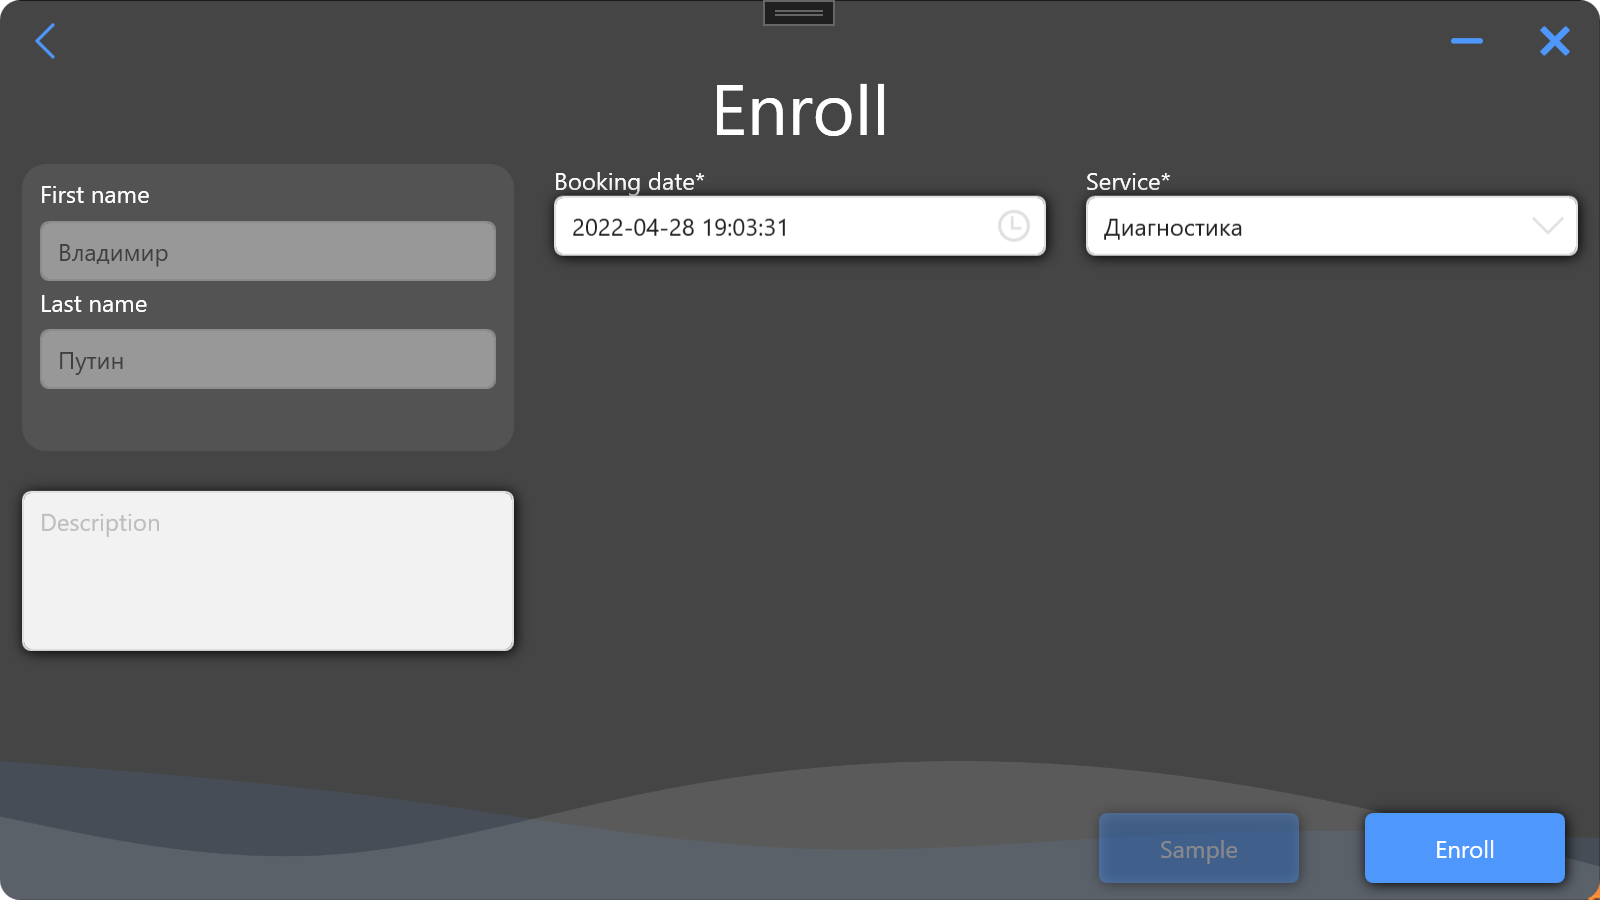 Enroll
First name
Владимир
Last name
Путин
Description
Booking date*
2022-04-28 19:03:31
Service*
Диагностика
Sample
Enroll